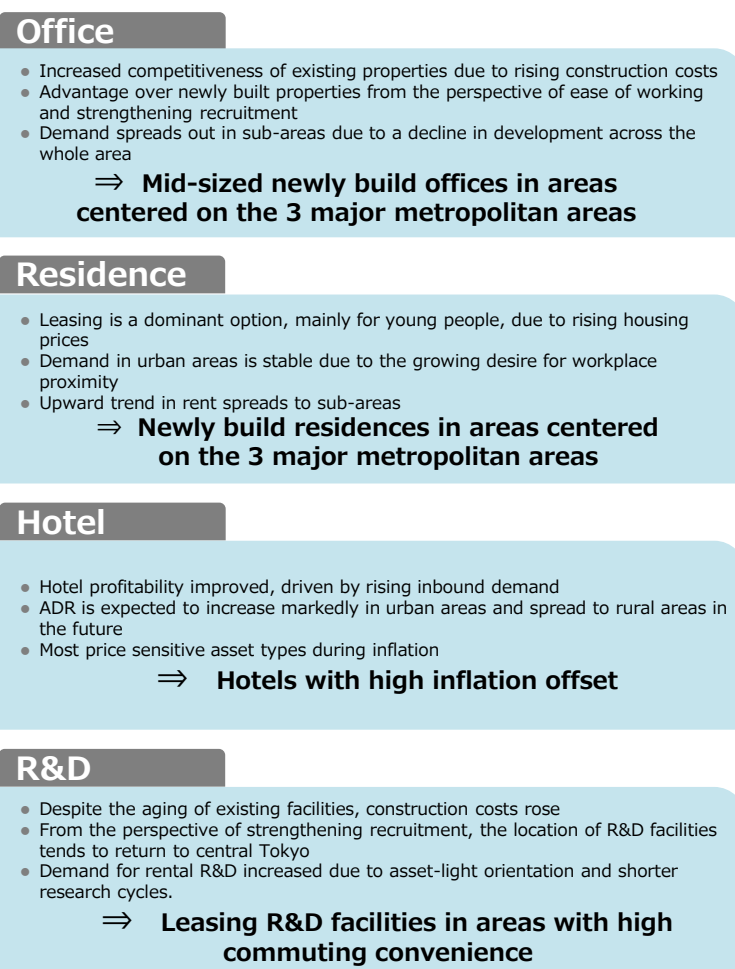 Office
● Increased competitiveness of existing properties due to rising construction costs
● Advantage over newly built properties from the perspective of ease of working
and strengthening recruitment
● Demand spreads out in sub-areas due to a decline in development across the
whole area
⇒ Mid-sized newly build offices in areas
centered on the 3 major metropolitan areas
Residence
● Leasing is a dominant option, mainly for young people, due to rising housing
prices
● Demand in urban areas is stable due to the growing desire for workplace
proximity
● Upward trend in rent spreads to sub-areas
⇒ Newly build residences in areas centered
on the 3 major metropolitan areas
Hotel
● Hotel profitability improved, driven by rising inbound demand
● ADR is expected to increase markedly in urban areas and spread to rural areas in
the future
● Most price sensitive asset types during inflation
⇒ Hotels with high inflation offset
R&D
● Despite the aging of existing facilities, construction costs rose
● From the perspective of strengthening recruitment, the location of R&D facilities
tends to return to central Tokyo
● Demand for rental R&D increased due to asset-light orientation and shorter
research cycles.
⇒ Leasing R&D facilities in areas with high
commuting convenience